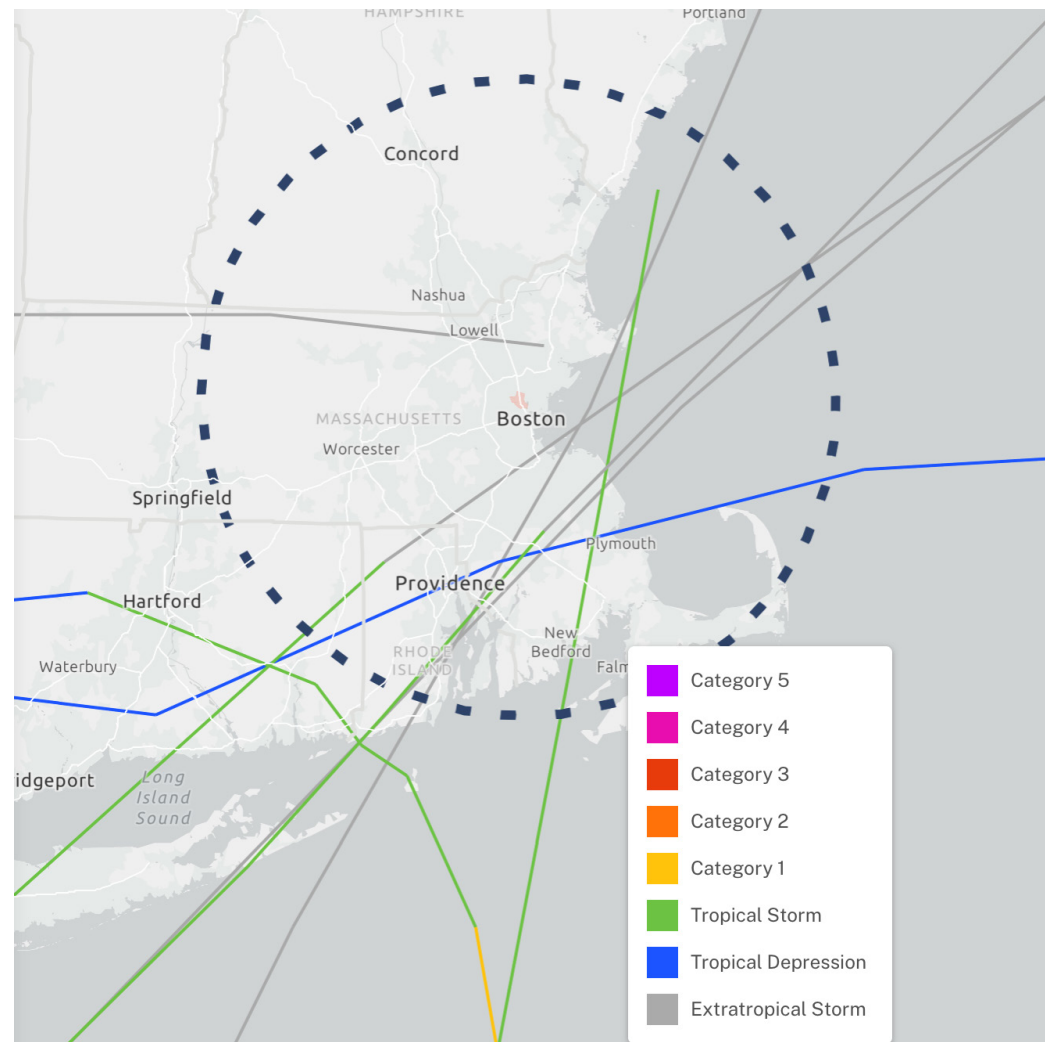 HAMPSHIRE
Portland
Concord
Nashua
Lowell
MASSACHUSETTS
Boston
Worcester
Springfield
Plymouth
Providence
Hartford
New
Bedford
RHODE
ISLAND
Waterbury
Falm
idgeport
Long
Island
Sound
Category 5
Category 4
Category 3
Category 2
Category 1
Tropical Storm
Tropical Depression
Extratropical Storm